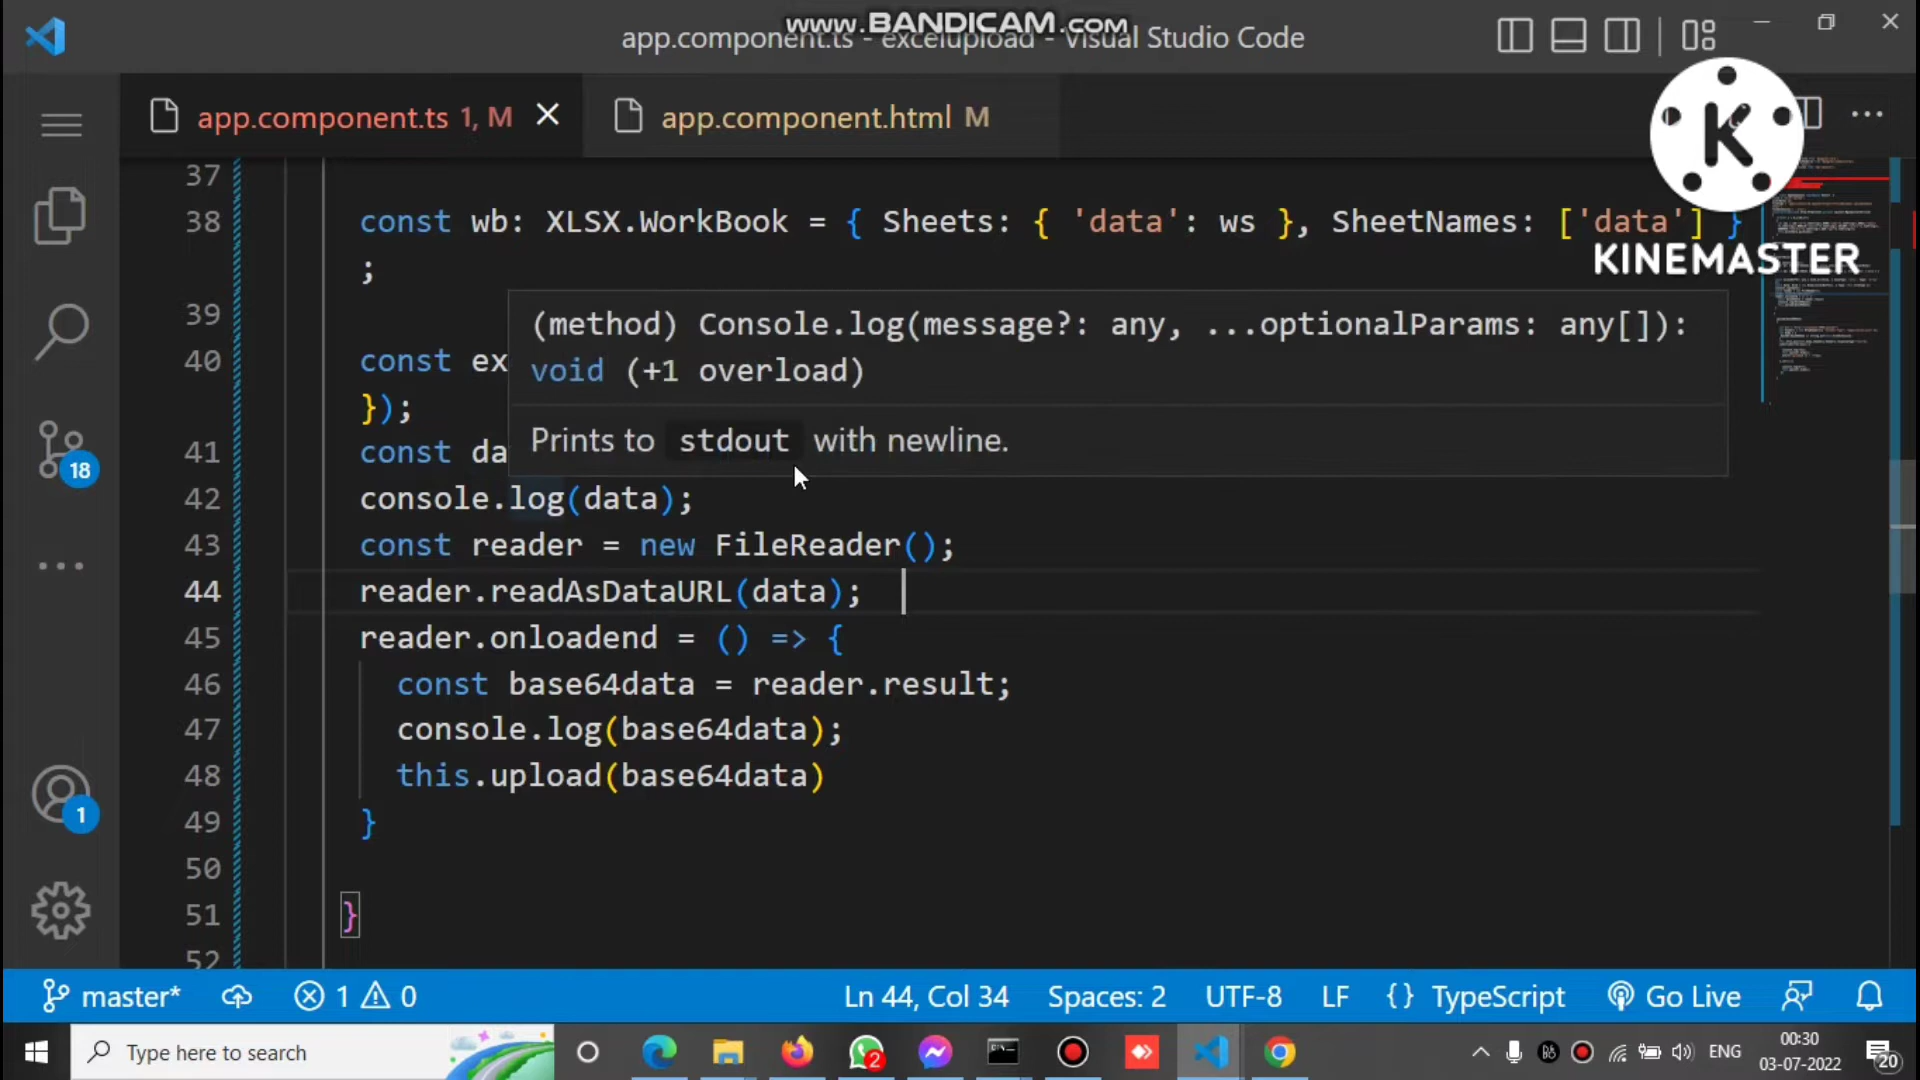 www.BANDICAM.com
app.component.ts - excelupload - Visual Studio Code
app.component.ts 1, M
app.component.html M
KINEMASTER
37
38 const wb: XLSX.WorkBook = { Sheets: { 'data': ws }, SheetNames: ['data'] }
;
39
(method) Console.log(message?: any, ...optionalParams: any[]):
void (+1 overload)
Prints to stdout with newline.
40 const ex
});
41 const da
42 console.log(data);
43 const reader = new FileReader();
44 reader.readAsDataURL(data);
45 reader.onloadend = () => {
46 const base64data = reader.result;
47 console.log(base64data);
48 this.upload(base64data)
49 }
50
51 }
52
18
1
master* 1 0 Ln 44, Col 34 Spaces: 2 UTF-8 LF {} TypeScript Go Live
Type here to search
2
ENG
00:30
03-07-2022
20